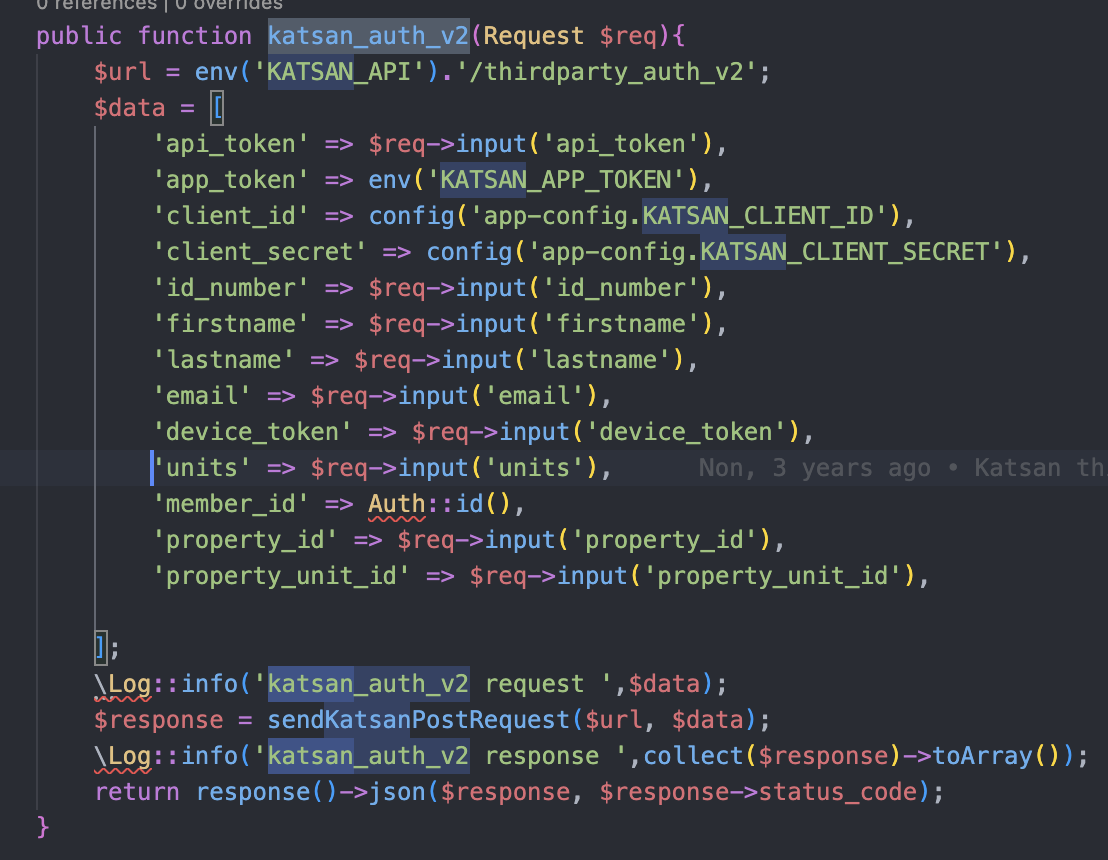 0 references | 0 overrides
public function katsan_auth_v2(Request $req){
$url = env('KATSAN_API').'/thirdparty_auth_v2';
$data = [
'api_token' => $req->input('api_token'),
'app_token' => env('KATSAN_APP_TOKEN'),
'client_id' => config('app-config.KATSAN_CLIENT_ID'),
'client_secret' => config('app-config.KATSAN_CLIENT_SECRET'),
'id_number' => $req->input('id_number'),
'firstname' => $req->input('firstname'),
'lastname' => $req->input('lastname'),
'email' => $req->input('email'),
'device_token' => $req->input('device_token'),
'units' => $req->input('units'), Non, 3 years ago • Katsan th
'member_id' => Auth::id(),
'property_id' => $req->input('property_id'),
'property_unit_id' => $req->input('property_unit_id'),
];
\Log::info('katsan_auth_v2 request ',$data);
$response = sendKatsanPostRequest($url, $data);
\Log::info('katsan_auth_v2 response ',collect($response)->toArray());
return response()->json($response, $response->status_code);
}